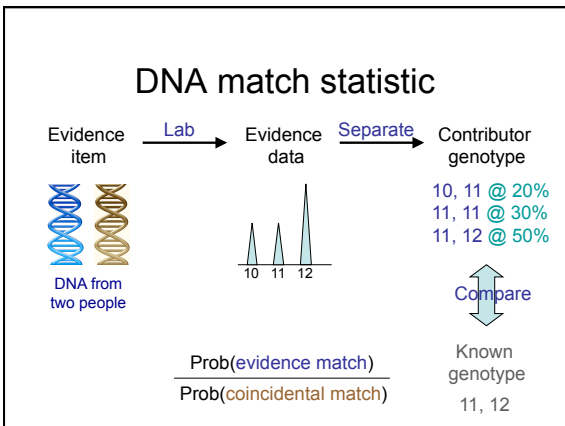 DNA match statistic
Evidence
item
Lab
Evidence
data
Separate
Contributor
genotype
10, 11 @ 20%
11, 11 @ 30%
11, 12 @ 50%
10 11 12
DNA from
two people
Compare
Known
genotype
11, 12
Prob(evidence match)
Prob(coincidental match)